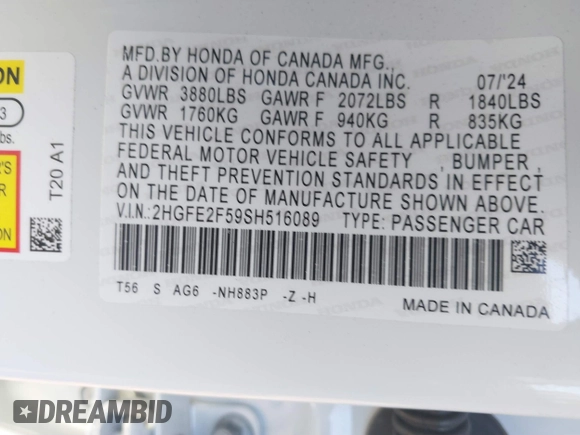 MFD.BY HONDA OF CANADA MFG.,
A DIVISION OF HONDA CANADA INC. 07/'24
GVWR 3880LBS GAWR F 2072LBS R 1840LBS
GVWR 1760KG GAWR F 940KG R 835KG
THIS VEHICLE CONFORMS TO ALL APPLICABLE
FEDERAL MOTOR VEHICLE SAFETY , BUMPER ,
AND THEFT PREVENTION STANDARDS IN EFFECT
ON THE DATE OF MANUFACTURE SHOWN ABOVE.
V.I.N.:2HGFE2F59SH516089 TYPE: PASSENGER CAR
T56 S AG6 -NH883P -Z -H
MADE IN CANADA
ON
3
bs.
'S
R
T20 A1
DREAMBID